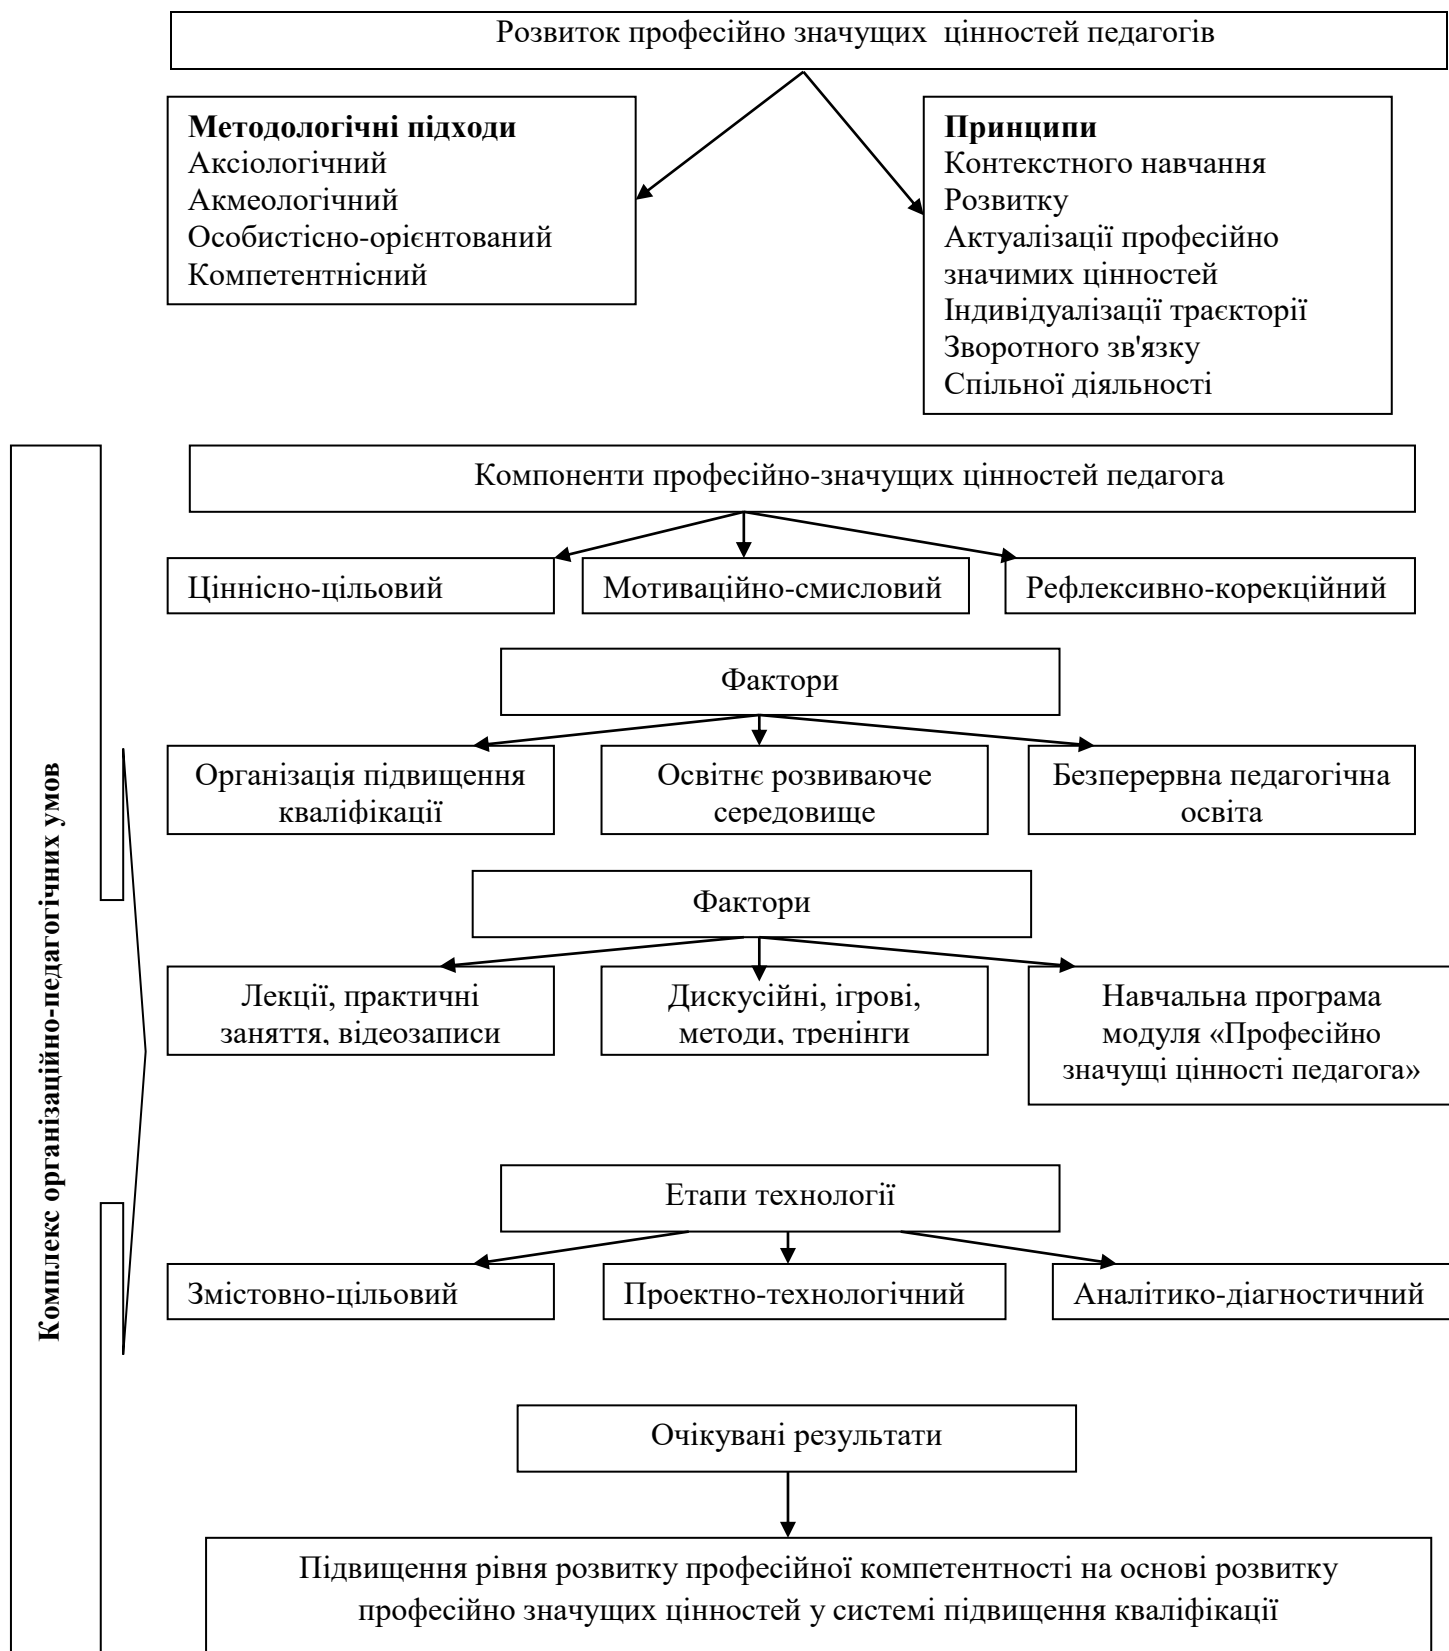 Розвиток професійно значущих цінностей педагогів
Методологічні підходи
Аксіологічний
Акмеологічний
Особистісно-орієнтований
Компетентнісний
Принципи
Контекстного навчання
Розвитку
Актуалізації професійно
значимих цінностей
Індивідуалізації траєкторії
Зворотного зв'язку
Спільної діяльності
Комплекс організаційно-педагогічних умов
Компоненти професійно-значущих цінностей педагога
Ціннісно-цільовий
Мотиваційно-смисловий
Рефлексивно-корекційний
Фактори
Організація підвищення
кваліфікації
Освітнє розвиваюче
середовище
Безперервна педагогічна
освіта
Фактори
Лекції, практичні
заняття, відеозаписи
Дискусійні, ігрові,
методи, тренінги
Навчальна програма
модуля «Професійно
значущі цінності педагога»
Етапи технології
Змістовно-цільовий
Проектно-технологічний
Аналітико-діагностичний
Очікувані результати
Підвищення рівня розвитку професійної компетентності на основі розвитку
професійно значущих цінностей у системі підвищення кваліфікації